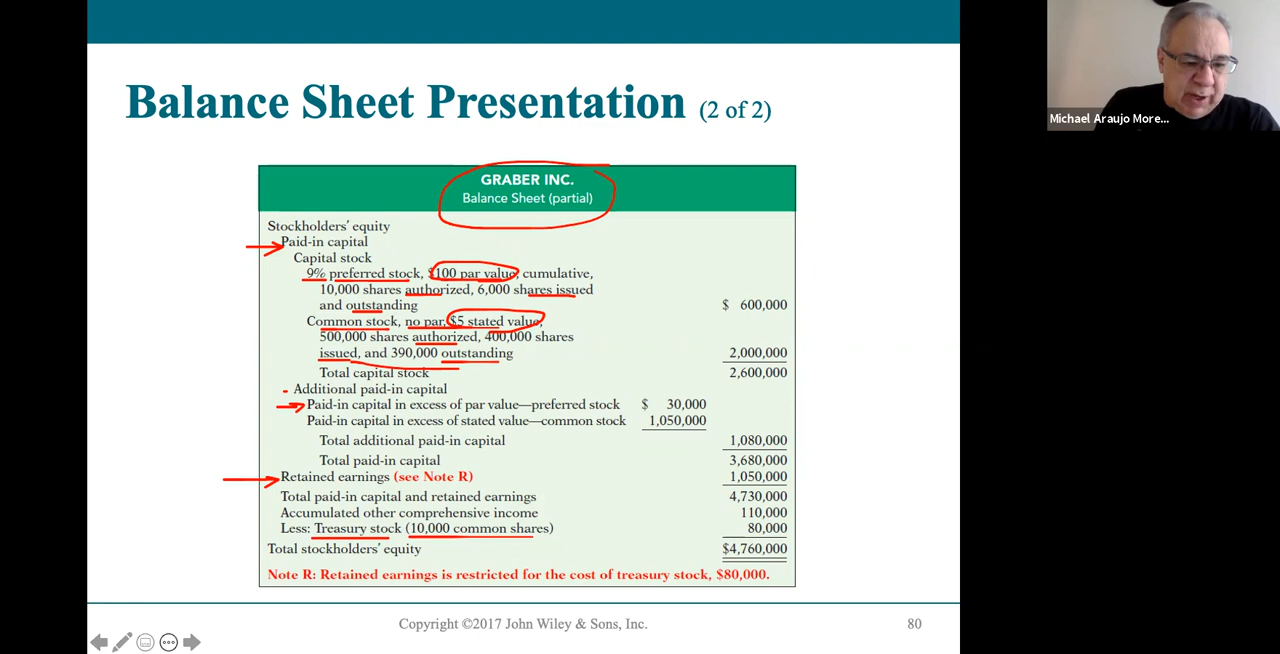 Balance Sheet Presentation (2 of 2)
Michael Araujo More...
GRABER INC.
Balance Sheet (partial)
Stockholders' equity
Paid-in capital
Capital stock
9% preferred stock, $100 par value, cumulative,
10,000 shares authorized, 6,000 shares issued
and outstanding $ 600,000
Common stock, no par, $5 stated value,
500,000 shares authorized, 400,000 shares
issued, and 390,000 outstanding 2,000,000
Total capital stock 2,600,000
Additional paid-in capital
Paid-in capital in excess of par value—preferred stock $ 30,000
Paid-in capital in excess of stated value—common stock 1,050,000
Total additional paid-in capital 1,080,000
Total paid-in capital 3,680,000
Retained earnings (see Note R) 1,050,000
Total paid-in capital and retained earnings 4,730,000
Accumulated other comprehensive income 110,000
Less: Treasury stock (10,000 common shares) 80,000
Total stockholders' equity $4,760,000
Note R: Retained earnings is restricted for the cost of treasury stock, $80,000.
Copyright ©2017 John Wiley & Sons, Inc. 80